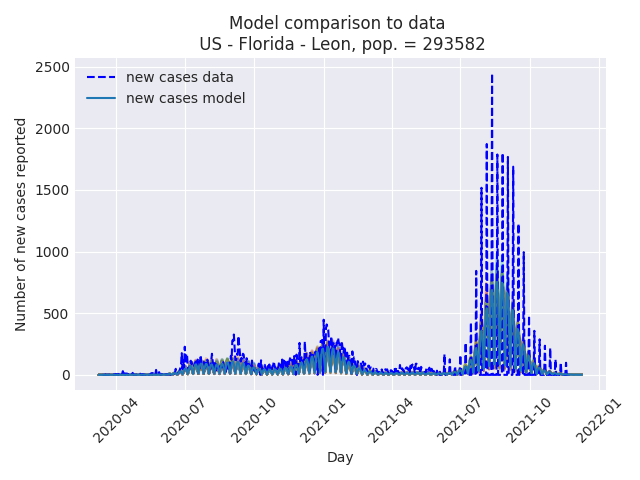 Model comparison to data
US - Florida - Leon, pop. = 293582
new cases data
new cases model
Number of new cases reported
2500
2000
1500
1000
500
0
2020-04
2020-07
2020-10
2021-01
2021-04
2021-07
2021-10
2022-01
Day